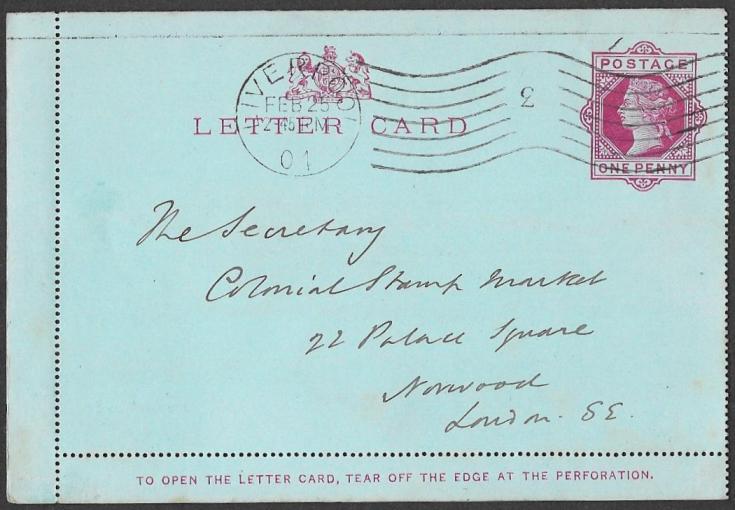 POSTAGE
LIVERPOOL
FEB 25
01
2
LETTER CARD
ONE PENNY
The Secretary
Colonial Stamp Market
22 Palace Square
Norwood
London. S.E.
TO OPEN THE LETTER CARD, TEAR OFF THE EDGE AT THE PERFORATION.